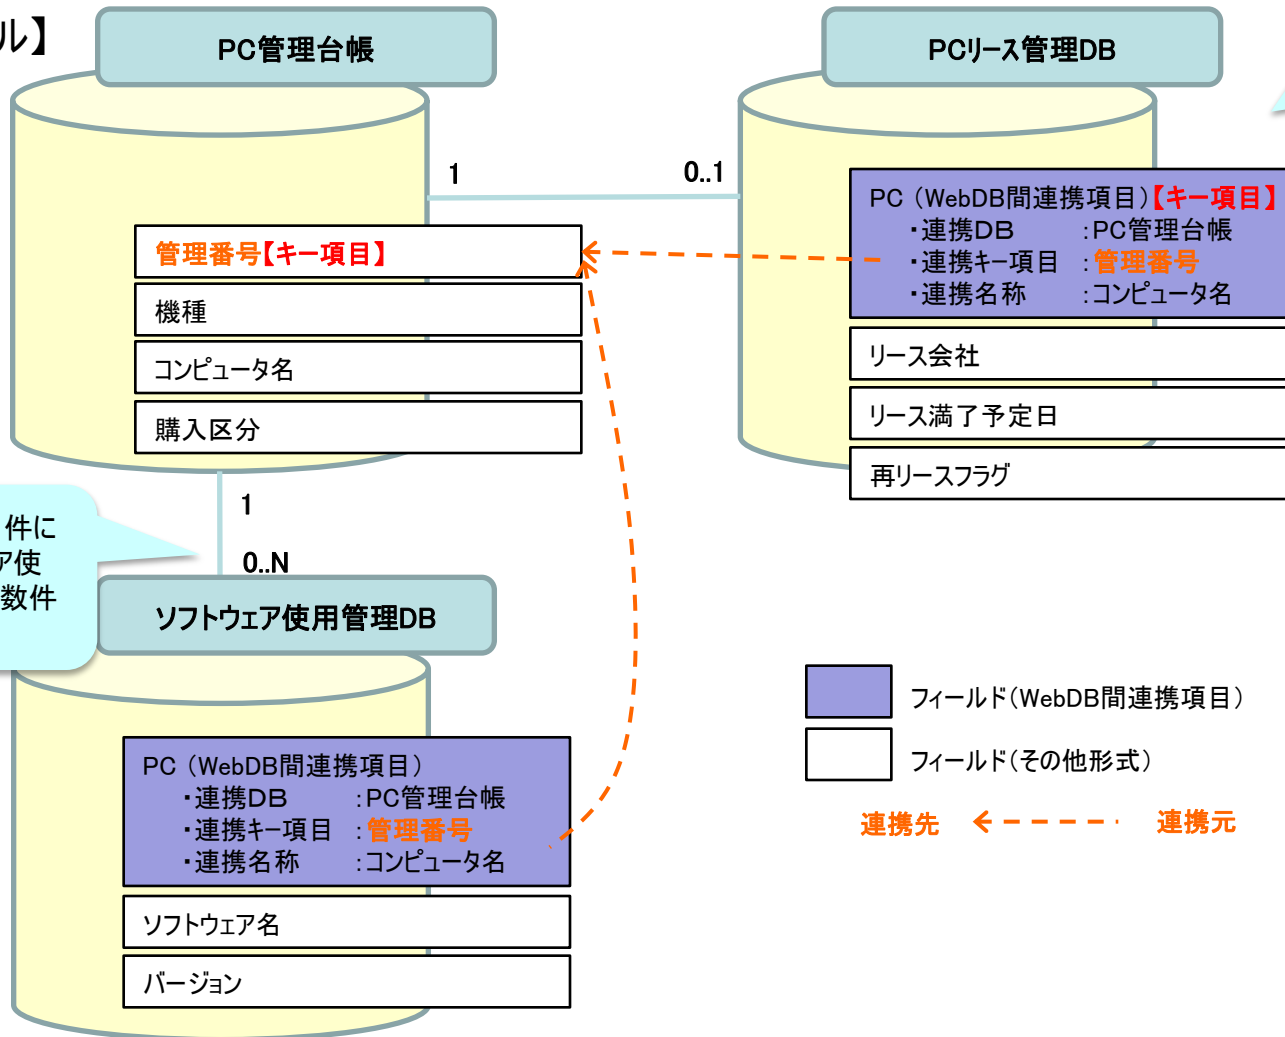 ル】
PC管理台帳
PCリース管理DB
1
0..1
管理番号【キー項目】
機種
コンピュータ名
購入区分
PC（WebDB間連携項目）【キー項目】
・連携DB ：PC管理台帳
・連携キー項目 ：管理番号
・連携名称 ：コンピュータ名
リース会社
リース満了予定日
再リースフラグ
1
0..N
件に
ア使
数件
ソフトウェア使用管理DB
PC（WebDB間連携項目）
・連携DB ：PC管理台帳
・連携キー項目 ：管理番号
・連携名称 ：コンピュータ名
ソフトウェア名
バージョン
フィールド（WebDB間連携項目）
フィールド（その他形式）
連携先 連携元